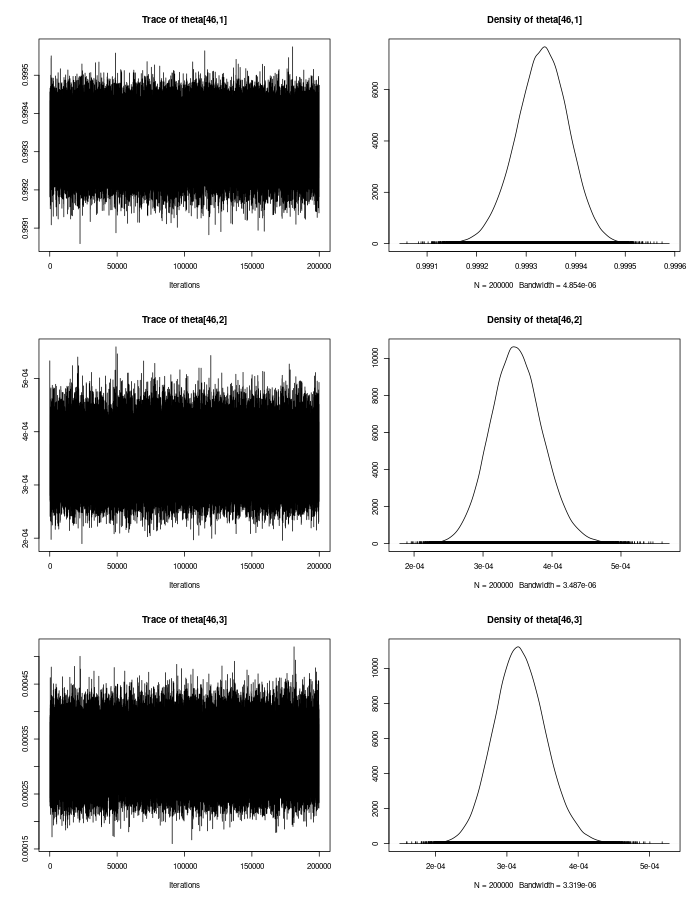 Trace of theta[46,1]
0.9991 0.9992 0.9993 0.9994 0.9995
0 50000 100000 150000 200000
Iterations
Density of theta[46,1]
0 2000 4000 6000
0.9991 0.9992 0.9993 0.9994 0.9995 0.9996
N = 200000 Bandwidth = 4.854e-06
Trace of theta[46,2]
2e-04 3e-04 4e-04 5e-04
0 50000 100000 150000 200000
Iterations
Density of theta[46,2]
0 2000 4000 6000 8000 10000
2e-04 3e-04 4e-04 5e-04
N = 200000 Bandwidth = 3.487e-06
Trace of theta[46,3]
0.00015 0.00025 0.00035 0.00045
0 50000 100000 150000 200000
Iterations
Density of theta[46,3]
0 2000 4000 6000 8000 10000
2e-04 3e-04 4e-04 5e-04
N = 200000 Bandwidth = 3.319e-06